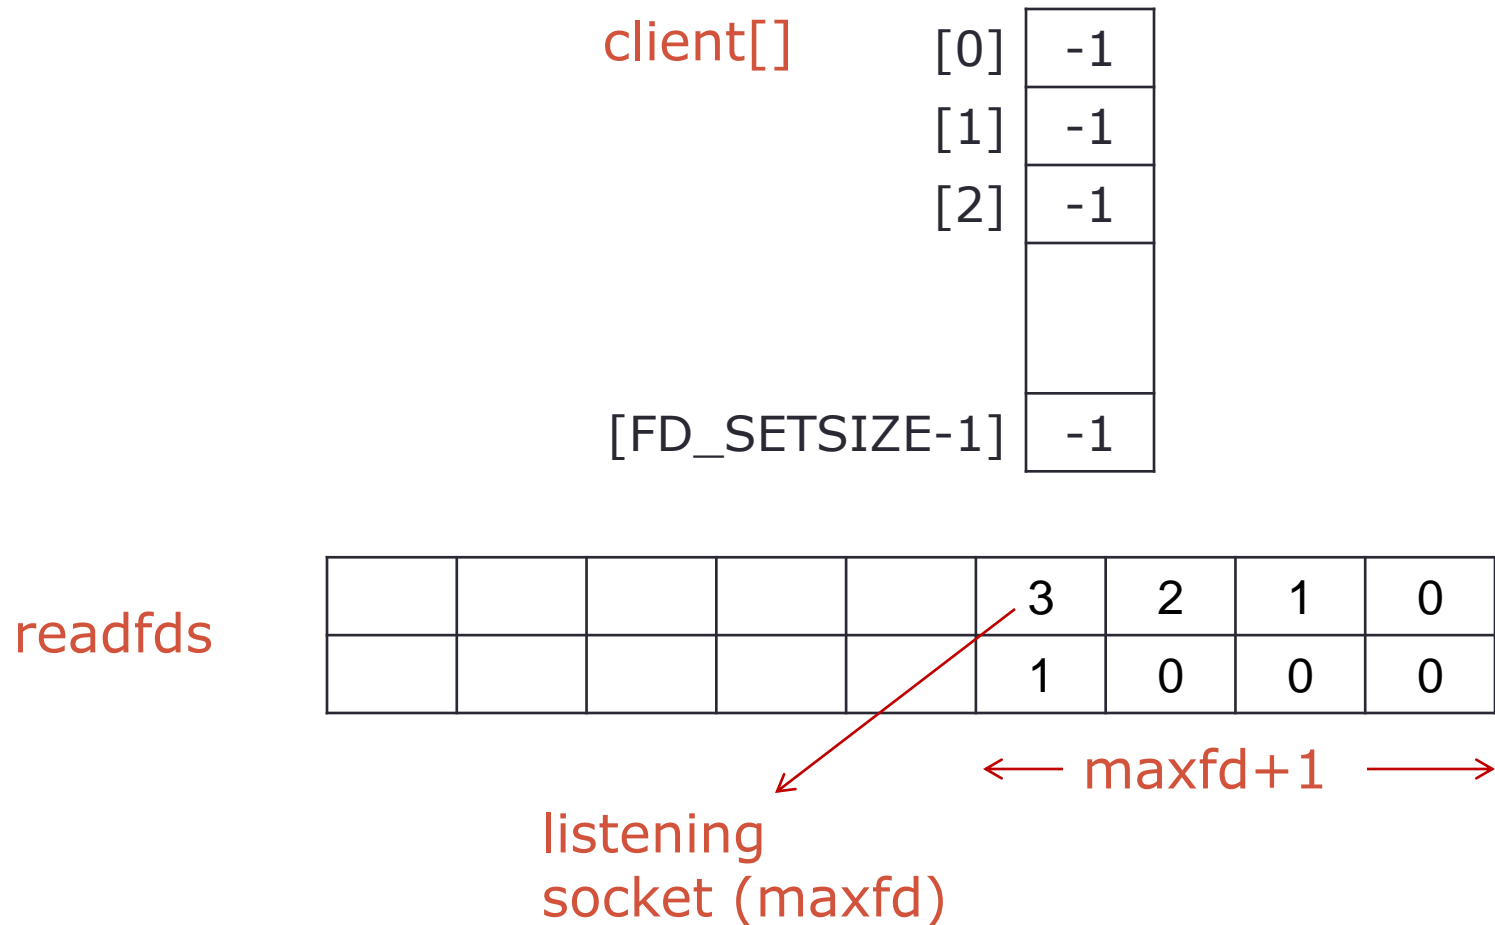 client[] [0] -1
[1] -1
[2] -1
[FD_SETSIZE-1] -1
3 2 1 0
readfds
1 0 0 0
maxfd+1
listening
socket (maxfd)